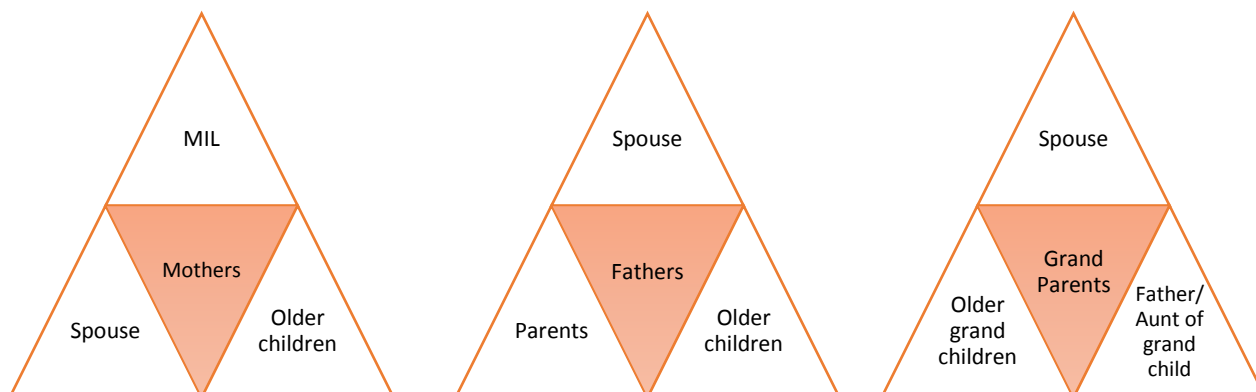 MIL
Mothers
Spouse
Older
children
Spouse
Fathers
Parents
Older
children
Spouse
Grand
Parents
Older
grand
children
Father/
Aunt of
grand
child